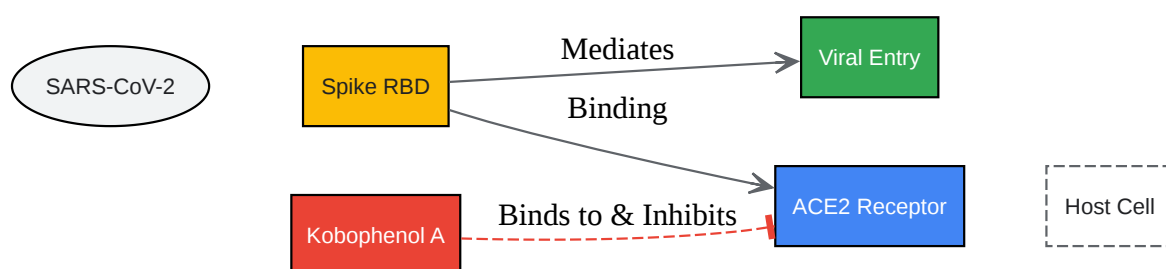 SARS-CoV-2
Spike RBD
Mediates
Viral Entry
Binding
ACE2 Receptor
Host Cell
Kobophenol A
Binds to & Inhibits